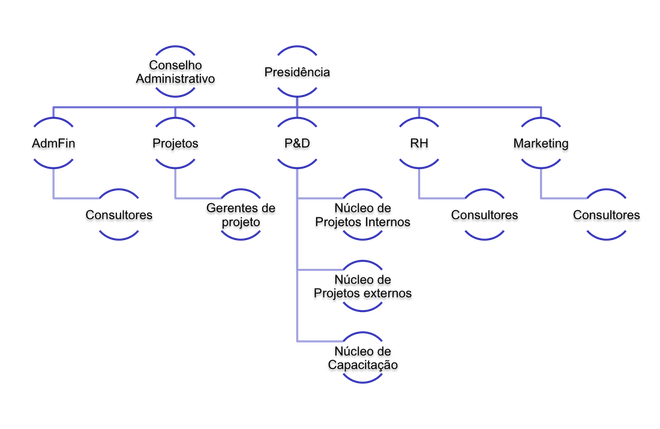 Conselho
Administrativo
Presidência
AdmFin
Projetos
P&D
RH
Marketing
Consultores
Gerentes de
projeto
Núcleo de
Projetos Internos
Consultores
Consultores
Núcleo de
Projetos externos
Núcleo de
Capacitação